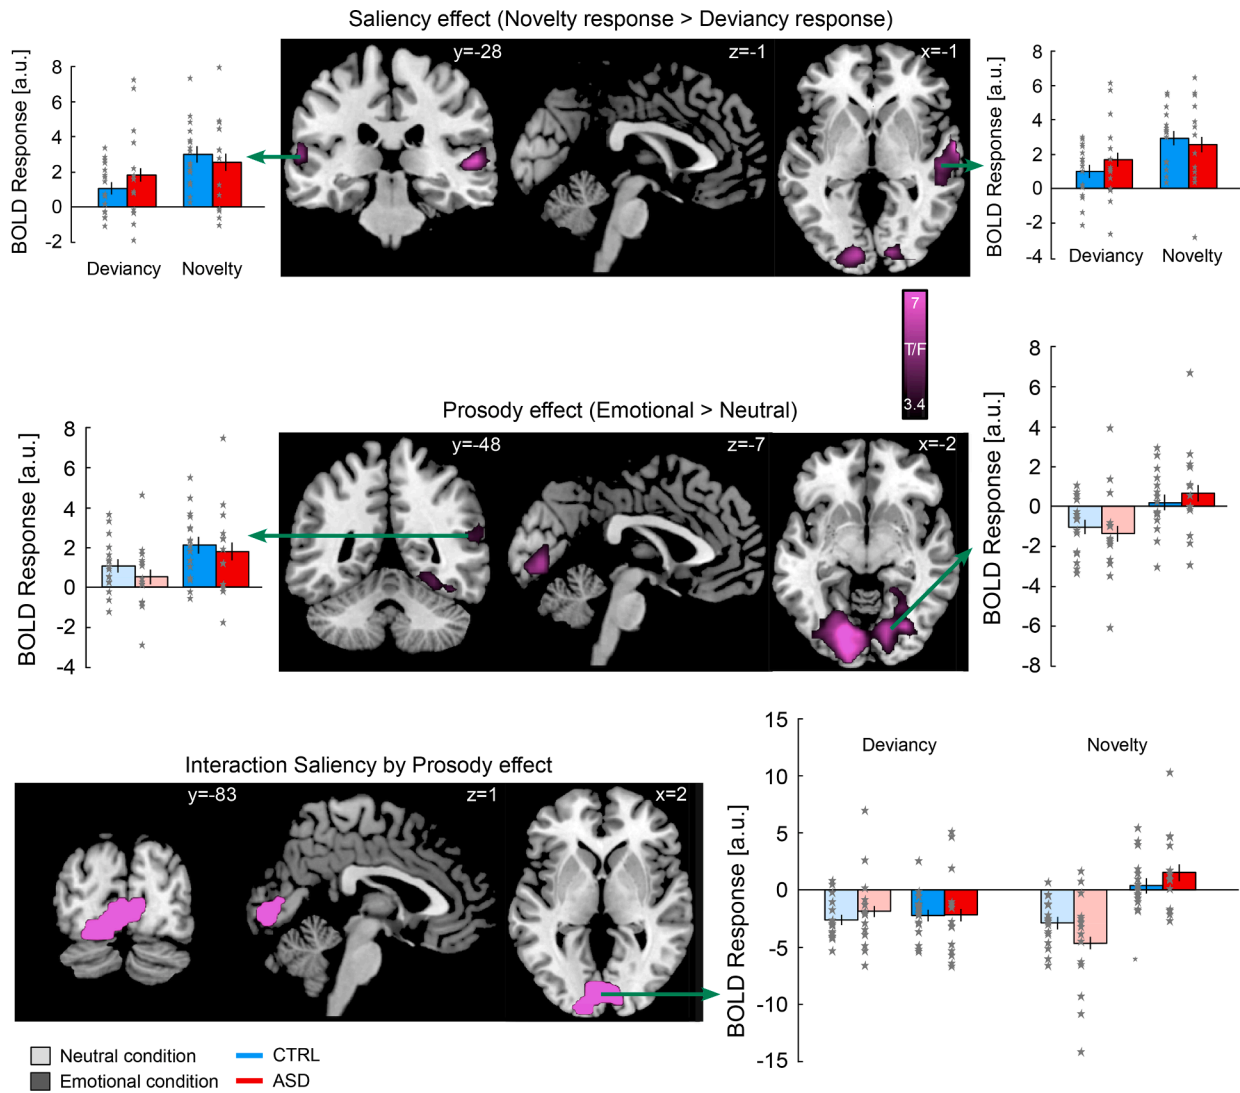 Saliency effect (Novelty response > Deviancy response)
BOLD Response [a.u.]
8
6
4
2
0
-2
Deviancy Novelty
y=-28
z=-1
x=-1
BOLD Response [a.u.]
8
6
4
2
0
-2
-4
Deviancy Novelty
7
T/F
3.4
Prosody effect (Emotional > Neutral)
BOLD Response [a.u.]
8
6
4
2
0
-2
-4
y=-48
z=-7
x=-2
BOLD Response [a.u.]
8
6
4
2
0
-2
-4
-6
-8
Interaction Saliency by Prosody effect
y=-83
z=1
x=2
BOLD Response [a.u.]
15
10
5
0
-5
-10
-15
Deviancy Novelty
Neutral condition CTRL
Emotional condition ASD